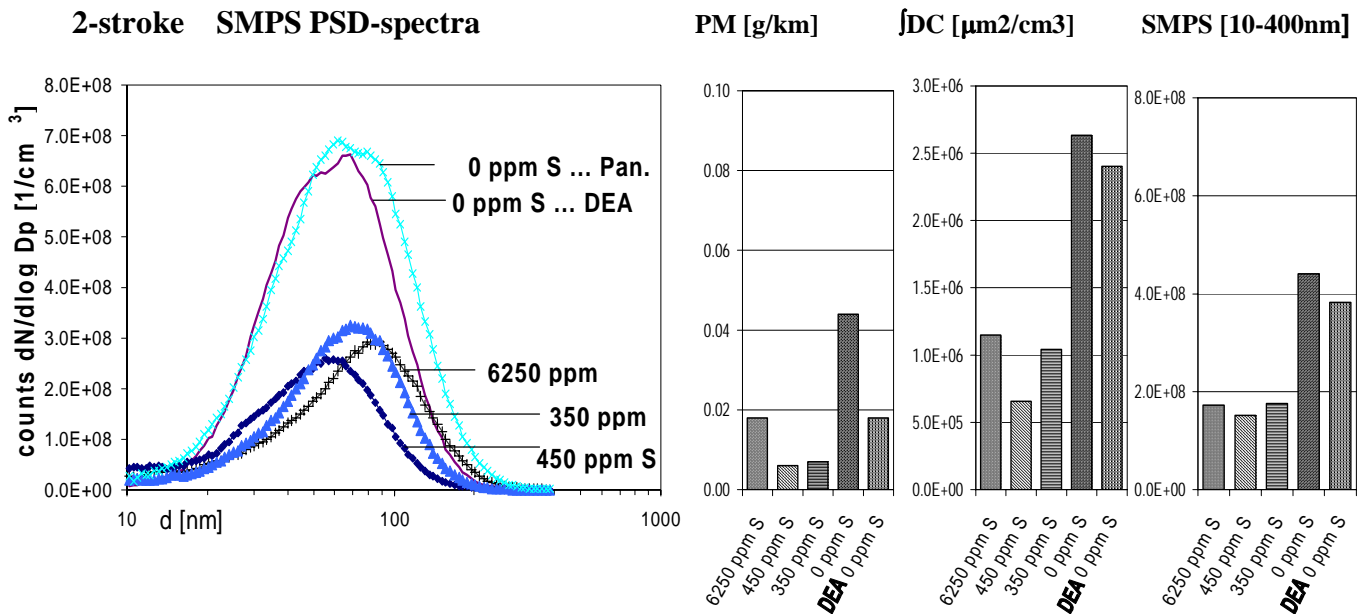 2-stroke SMPS PSD-spectra
PM [g/km]
∫DC [µm2/cm3]
SMPS [10-400nm]
counts dN/dlog Dp [1/cm 3]
8.0E+08
7.0E+08
6.0E+08
5.0E+08
4.0E+08
3.0E+08
2.0E+08
1.0E+08
0.0E+00
10
100
1000
d [nm]
0 ppm S ... Pan.
0 ppm S ... DEA
6250 ppm
350 ppm
450 ppm S
0.10
0.08
0.06
0.04
0.02
0.00
6250 ppm S
450 ppm S
350 ppm S
0 ppm S
DEA 0 ppm S
3.0E+06
2.5E+06
2.0E+06
1.5E+06
1.0E+06
5.0E+05
0.0E+00
6250 ppm S
450 ppm S
350 ppm S
0 ppm S
DEA 0 ppm S
8.0E+08
6.0E+08
4.0E+08
2.0E+08
0.0E+00
6250 ppm S
450 ppm S
350 ppm S
0 ppm S
DEA 0 ppm S